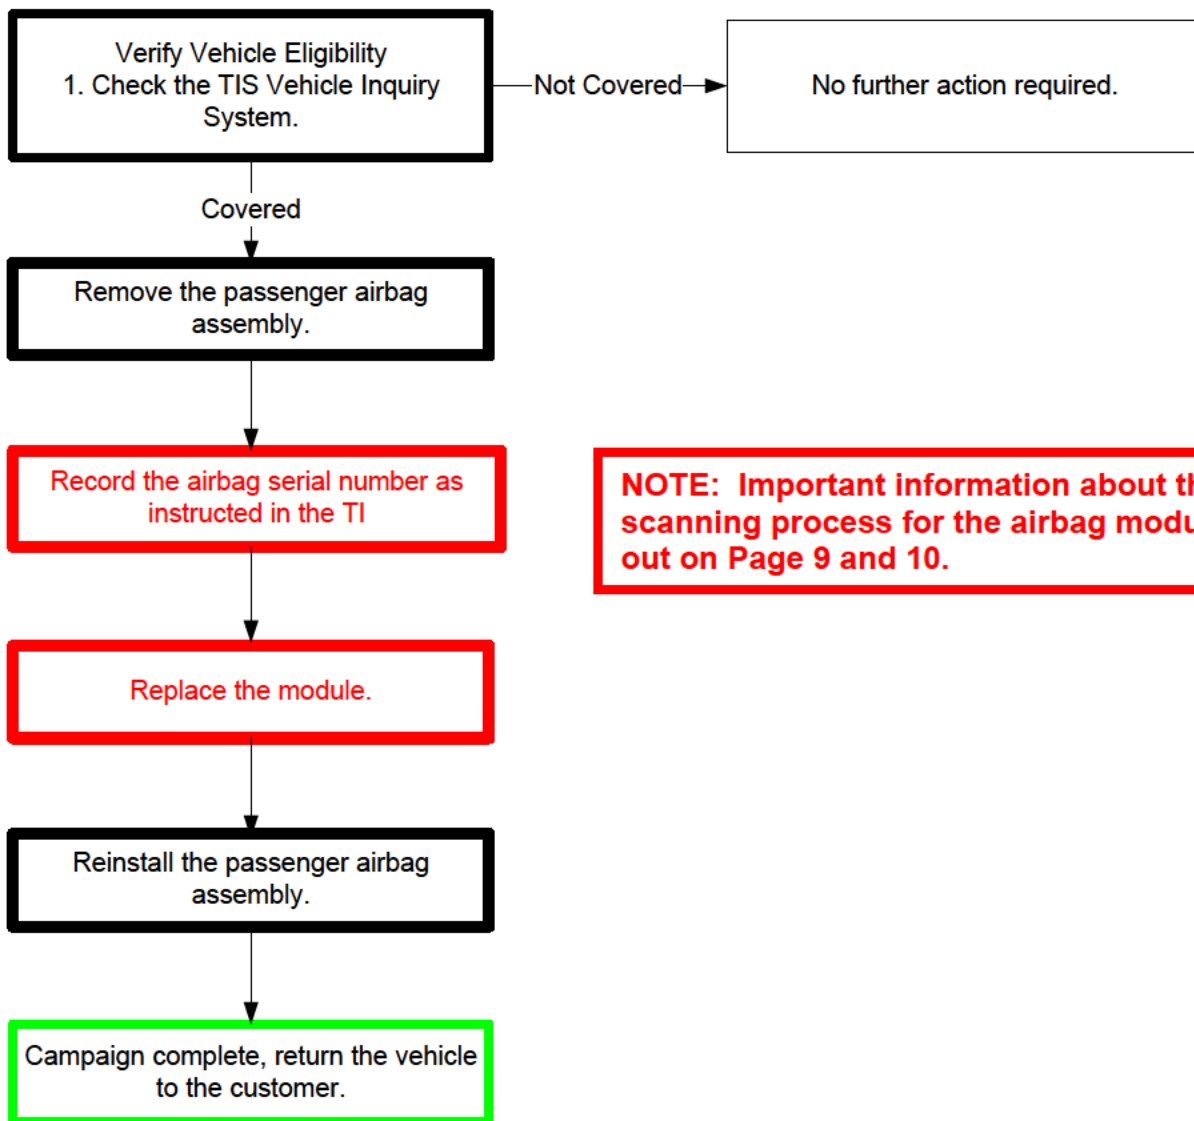 Verify Vehicle Eligibility
1. Check the TIS Vehicle Inquiry
System.
Not Covered
No further action required.
Covered
Remove the passenger airbag
assembly.
Record the airbag serial number as
instructed in the TI
NOTE:  Important information about
scanning process for the airbag
out on Page 9 and 10.
Replace the module.
Reinstall the passenger airbag
assembly.
Campaign complete, return the vehicle
to the customer.